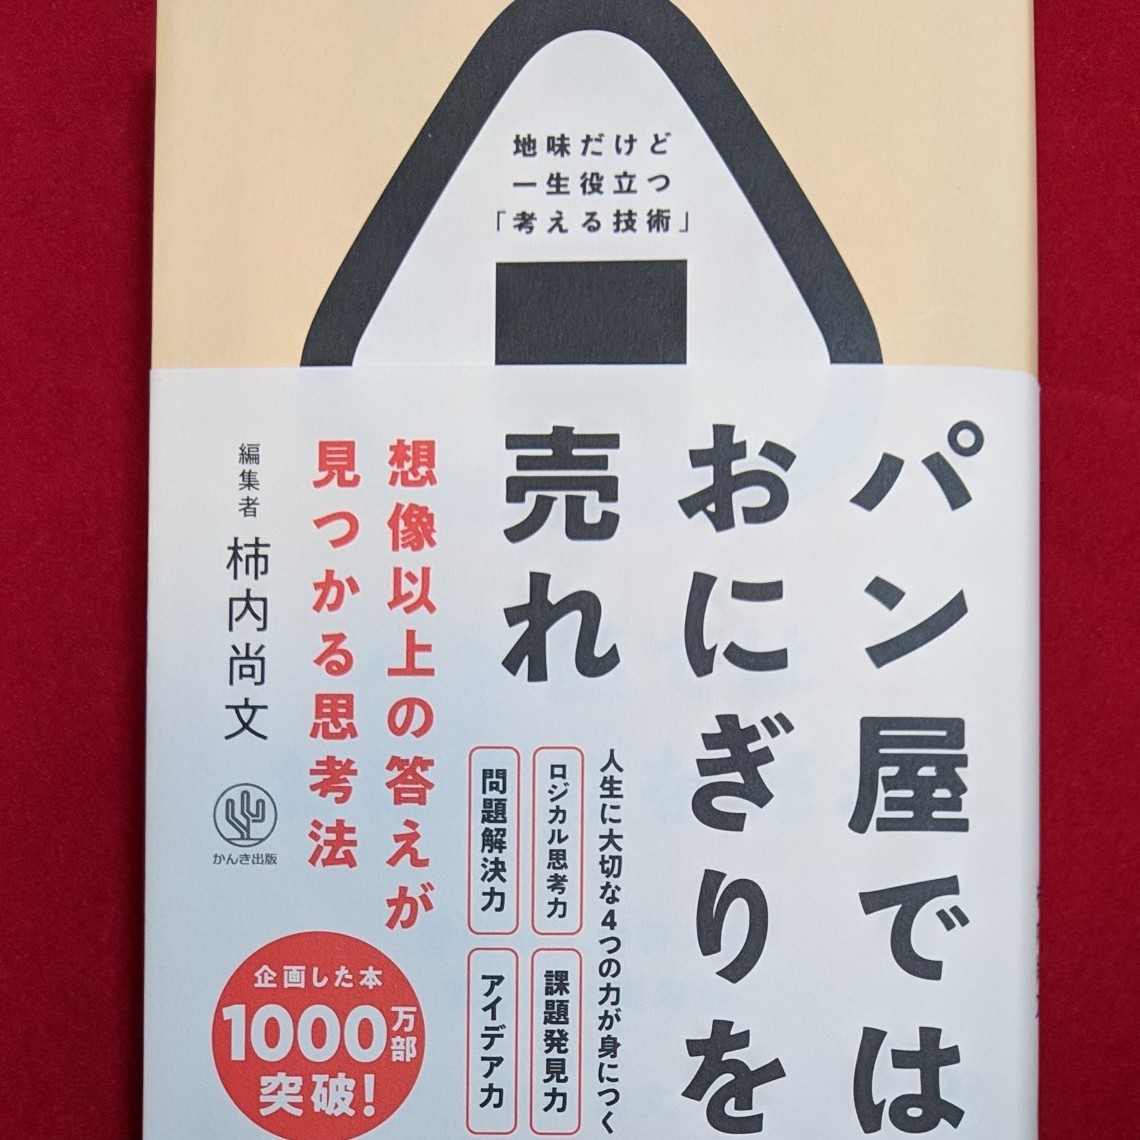 地味だけど
一生役立つ
「考える技術」
パン屋では
おにぎりを
売れ
人生に大切な4つの力が身につく
ロジカル思考力
課題発見力
問題解決力
アイデア力
想像以上の答えが
見つかる思考法
編集者 柿内尚文
かんき出版
企画した本
1000万部
突破!